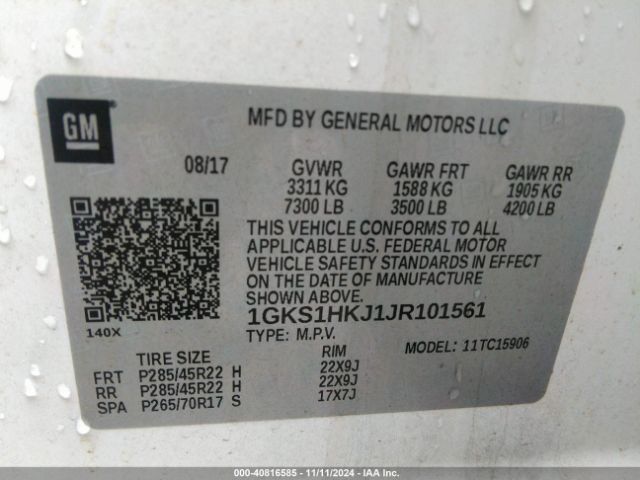 GM
MFD BY GENERAL MOTORS LLC
08/17 GVWR GAWR FRT GAWR RR
3311 KG 1588 KG 1905 KG
7300 LB 3500 LB 4200 LB
THIS VEHICLE CONFORMS TO ALL
APPLICABLE U.S. FEDERAL MOTOR
VEHICLE SAFETY STANDARDS IN EFFECT
ON THE DATE OF MANUFACTURE
SHOWN ABOVE.
1GKS1HKJ1JR101561
140X
TYPE: M.P.V. MODEL: 11TC15906
TIRE SIZE RIM
FRT P285/45R22 H 22X9J
RR P285/45R22 H 22X9J
SPA P265/70R17 S 17X7J
000-40816585 - 11/11/2024 - IAA Inc.